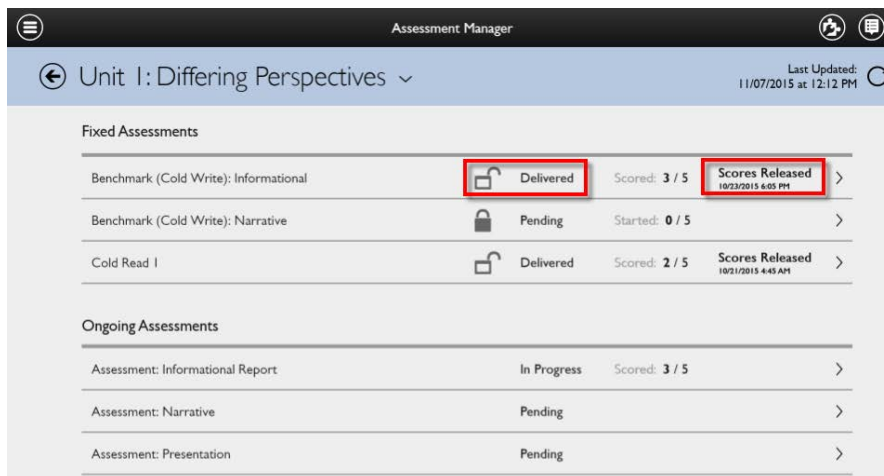 Assessment Manager
Unit 1: Differing Perspectives
Last Updated:
11/07/2015 at 12:12 PM
Fixed Assessments
Benchmark (Cold Write): Informational Delivered Scored: 3 / 5 Scores Released
10/23/2015 6:05 PM
Benchmark (Cold Write): Narrative Pending Started: 0 / 5
Cold Read 1 Delivered Scored: 2 / 5 Scores Released
10/21/2015 4:45 AM
Ongoing Assessments
Assessment: Informational Report In Progress Scored: 3 / 5
Assessment: Narrative Pending
Assessment: Presentation Pending